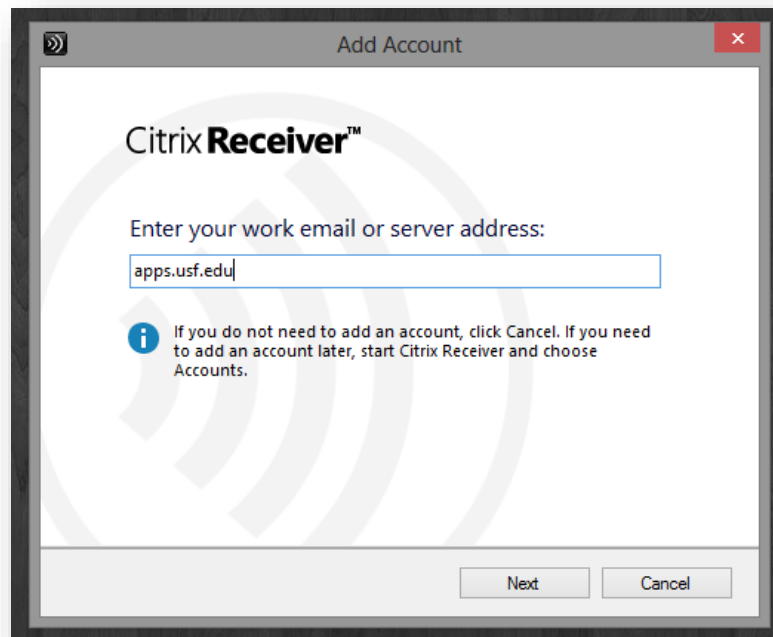 Add Account
Citrix Receiver™
Enter your work email or server address:
apps.usf.edu
If you do not need to add an account, click Cancel. If you need
to add an account later, start Citrix Receiver and choose
Accounts.
Next Cancel